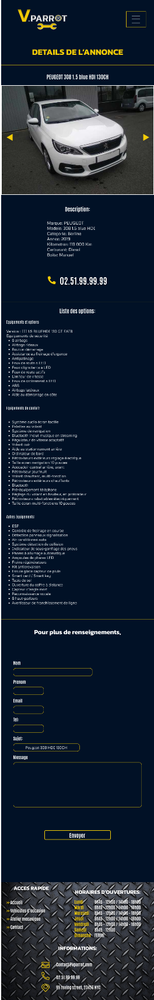 V.PARROT
DETAILS DE L'ANNONCE
PEUGEOT 308 1.5 blue HDI 130CH
Description:
Marque: PEUGEOT
Modele: 308 1.5 blue HDI
Categorie: Berline
Annee: 2019
Kilometres: 119 000 Km
Carburant: Diesel
Boite: Manuel
02.51.99.99.99
Liste des options:
Equipements et options:
Version : III 1.5 BLUEHDI 130 GT EAT8
Equipements de sécurité
6 airbags
Airbags rideaux
Bouton démarrage
Assistance au freinage d'urgence
Antipatinage
Feux de route à LED
Feux clignotants à LED
Feux de route actifs
Limiteur de vitesse
Feux de croisement à LED
ABS
Airbags latéraux
Aide au démarrage en côte
Equipements de confort:
Système audio écran tactile
Palettes au volant
Système de navigation
Bluetooth inclut musique en streaming
Régulateur de vitesse adaptatif
Volant cuir
Aide au stationnement arrière
Ordinateur de bord
Rétroviseurs extérieurs réglage électrique
Taille écran navigation 10 pouces
Accoudoir central arrière, avant
Rétroviseur jour/nuit
Volant chauffant, multi-fonction
Rétroviseurs extérieurs chauffants
Bluetooth
Pré-équipement téléphone
Réglage du volant en hauteur, en profondeur
Rétroviseurs rabattables électriquement
Taille écran multi-fonctions 10 pouces
Autres équipements:
ESP
Contrôle de freinage en courbe
Détection panneaux signalisation
Air conditionné auto
Système détection de collision
Indicateur de sous-gonflage des pneus
Phares à allumage automatique
Ampoules de phares LED
Freins régénérateurs
Kit anticrevaison
Essuie glace capteur de pluie
Smart card / Smart key
Tapis de sol
Ouverture du coffre à distance
Capteur d'angle mort
Reconnaissance vocale
6 haut-parleurs
Avertisseur de franchissement de ligne
Pour plus de renseignements,
Nom
Prenom
Email
Tel:
Sujet:
Peugeot 308 HDI 130CH
Message
Envoyer
ACCES RAPIDE
>> Accueil
>> Vehicules d'occasion
>> Atelier mecanique
>> Contact
HORAIRES D'OUVERTURES:
Lundi 8h45 - 12h00 / 14h00 - 18h00
Mardi 8h45 - 12h00 / 14h00 - 18h00
Mercredi 8h45 - 12h00 / 14h00 - 18h00
Jeudi 8h45 - 12h00 / 14h00 - 18h00
Vendredi 8h45 - 12h00 / 14h00 - 18h00
Samedi 8h45 - 12h00
Dimanche FERME
INFORMATIONS:
Contact@vparrot.com
02.51.99.99.99
99 roving street, 23456 NYC